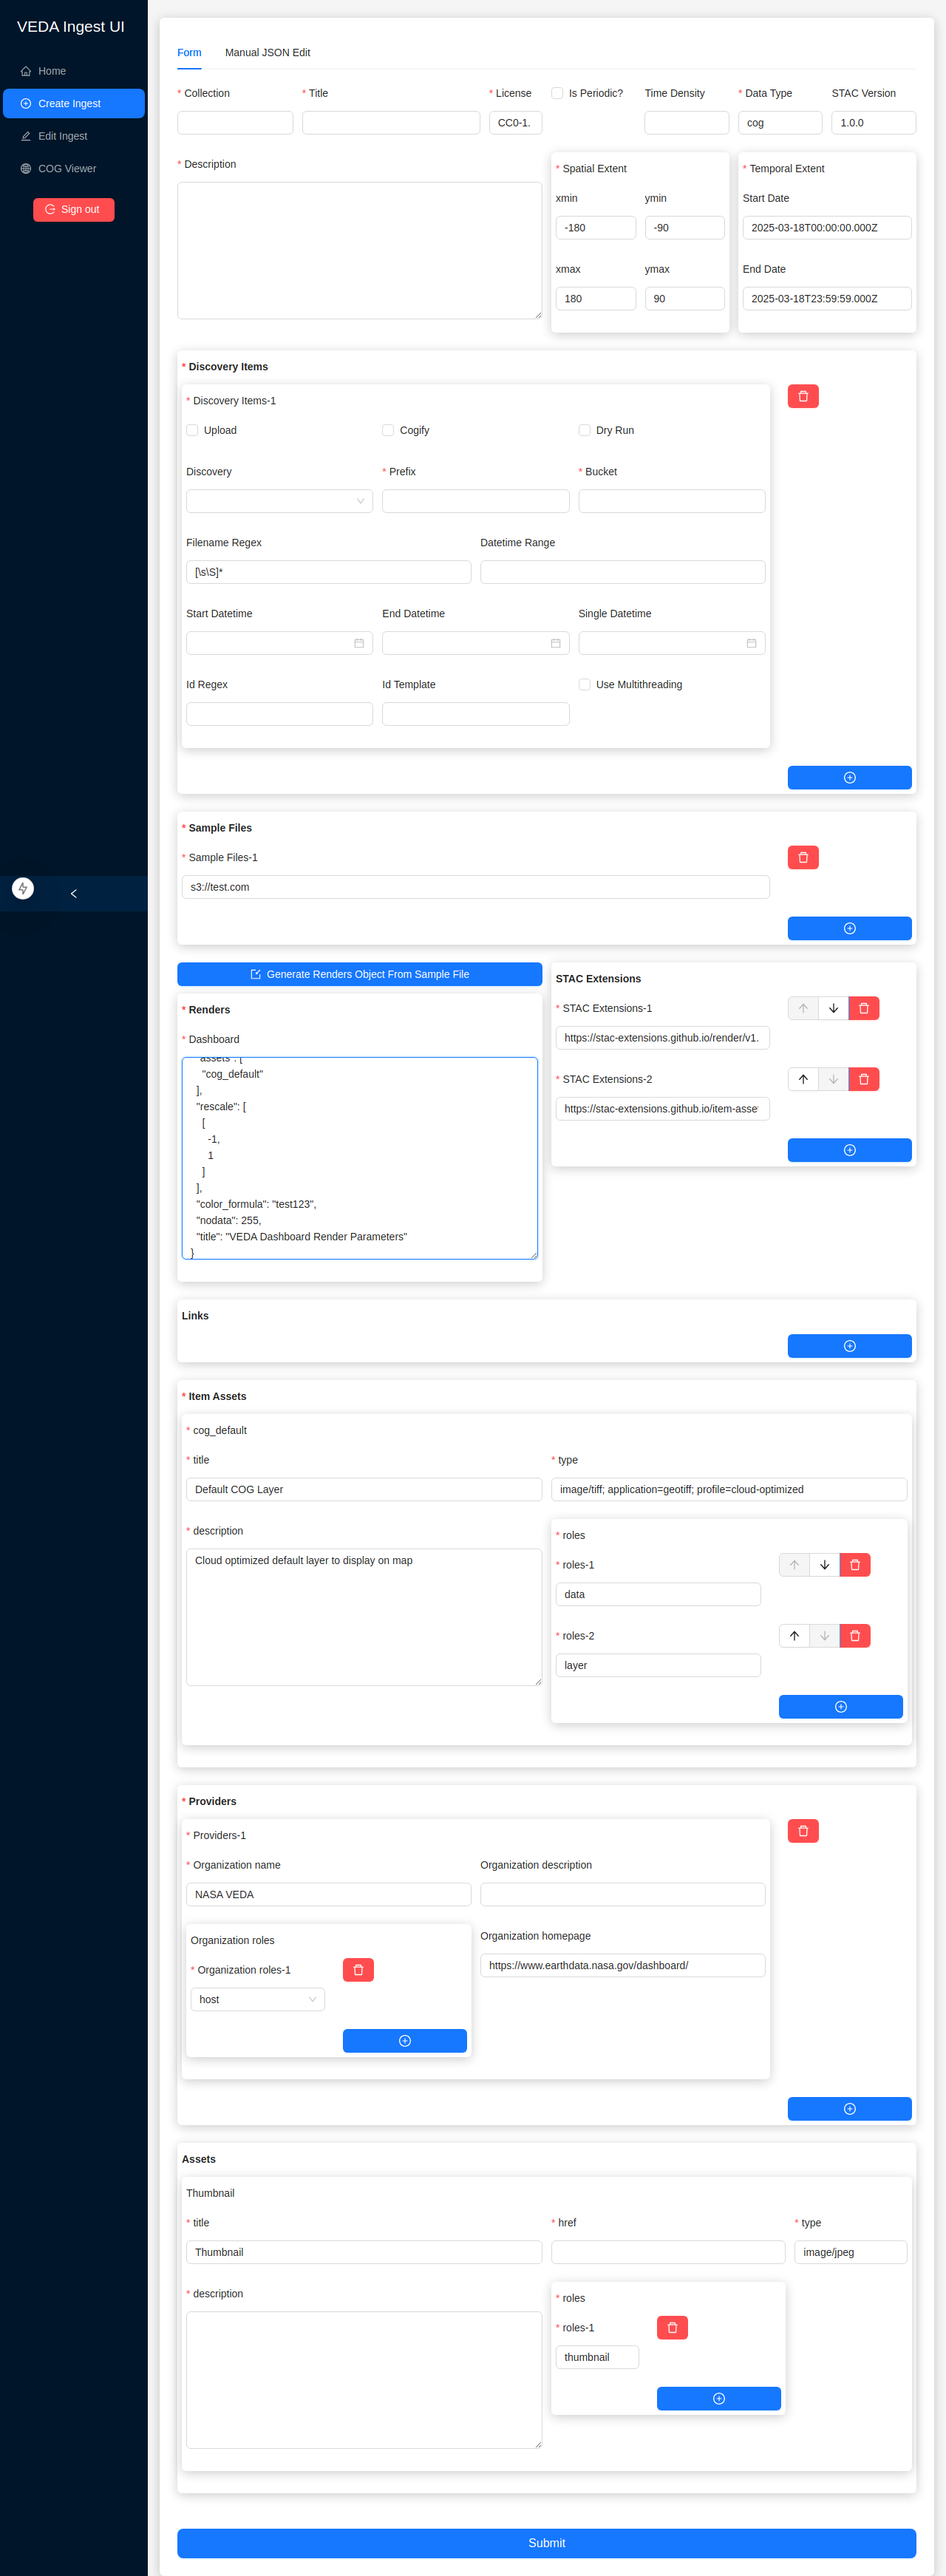 VEDA Ingest UI
Home
Create Ingest
Edit Ingest
COG Viewer
Sign out
Form Manual JSON Edit
* Collection * Title * License Is Periodic? Time Density * Data Type STAC Version
CC0-1. cog 1.0.0
* Description
* Spatial Extent
xmin ymin
-180 -90
xmax ymax
180 90
* Temporal Extent
Start Date
2025-03-18T00:00:00.000Z
End Date
2025-03-18T23:59:59.000Z
* Discovery Items
* Discovery Items-1
Upload Cogify Dry Run
Discovery * Prefix * Bucket
Filename Regex Datetime Range
[\s\S]*
Start Datetime End Datetime Single Datetime
Id Regex Id Template Use Multithreading
* Sample Files
* Sample Files-1
s3://test.com
Generate Renders Object From Sample File
* Renders
* Dashboard
"assets": [
"cog_default"
],
"rescale": [
[
-1,
1
]
],
"color_formula": "test123",
"nodata": 255,
"title": "VEDA Dashboard Render Parameters"
}
STAC Extensions
* STAC Extensions-1
https://stac-extensions.github.io/render/v1.
* STAC Extensions-2
https://stac-extensions.github.io/item-asse
Links
* Item Assets
* cog_default
* title * type
Default COG Layer image/tiff; application=geotiff; profile=cloud-optimized
* description
Cloud optimized default layer to display on map
* roles
* roles-1
data
* roles-2
layer
* Providers
* Providers-1
* Organization name Organization description
NASA VEDA
Organization roles
* Organization roles-1
host
Organization homepage
https://www.earthdata.nasa.gov/dashboard/
Assets
Thumbnail
* title * href * type
Thumbnail image/jpeg
* description
* roles
* roles-1
thumbnail
Submit